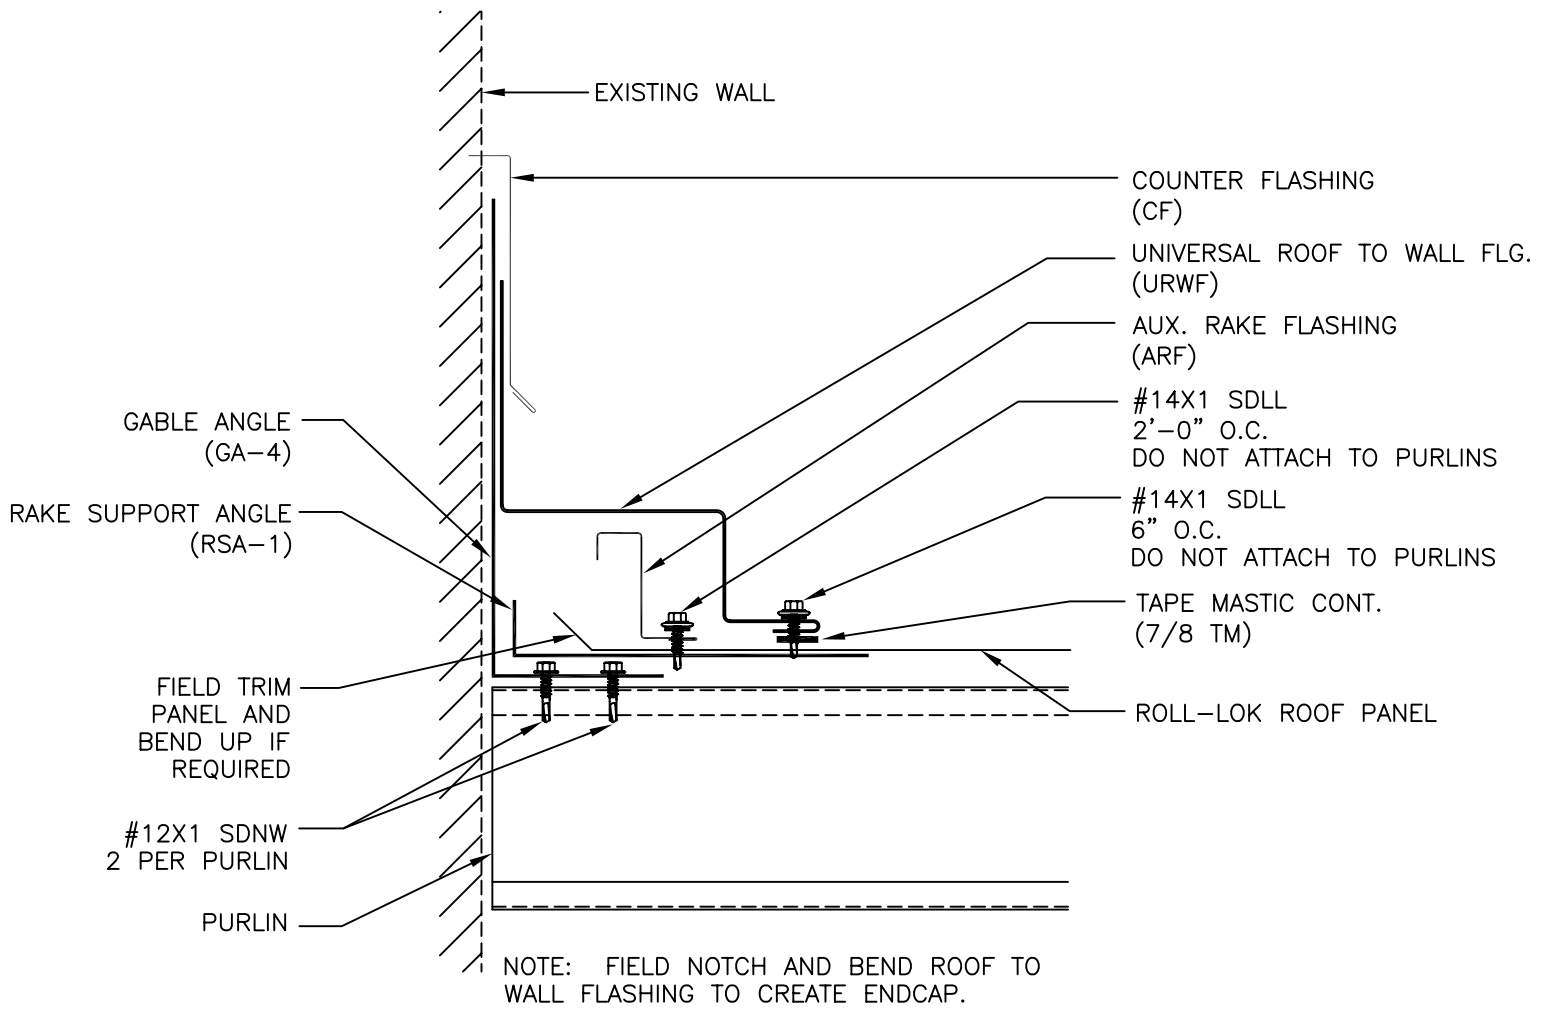 EXISTING WALL
COUNTER FLASHING
(CF)
UNIVERSAL ROOF TO WALL FLG.
(URWF)
AUX. RAKE FLASHING
(ARF)
#14X1 SDLL
2'-0" O.C.
DO NOT ATTACH TO PURLINS
#14X1 SDLL
6" O.C.
DO NOT ATTACH TO PURLINS
TAPE MASTIC CONT.
(7/8 TM)
ROLL-LOK ROOF PANEL
GABLE ANGLE
(GA-4)
RAKE SUPPORT ANGLE
(RSA-1)
FIELD TRIM
PANEL AND
BEND UP IF
REQUIRED
#12X1 SDNW
2 PER PURLIN
PURLIN
NOTE: FIELD NOTCH AND BEND ROOF TO
WALL FLASHING TO CREATE ENDCAP.